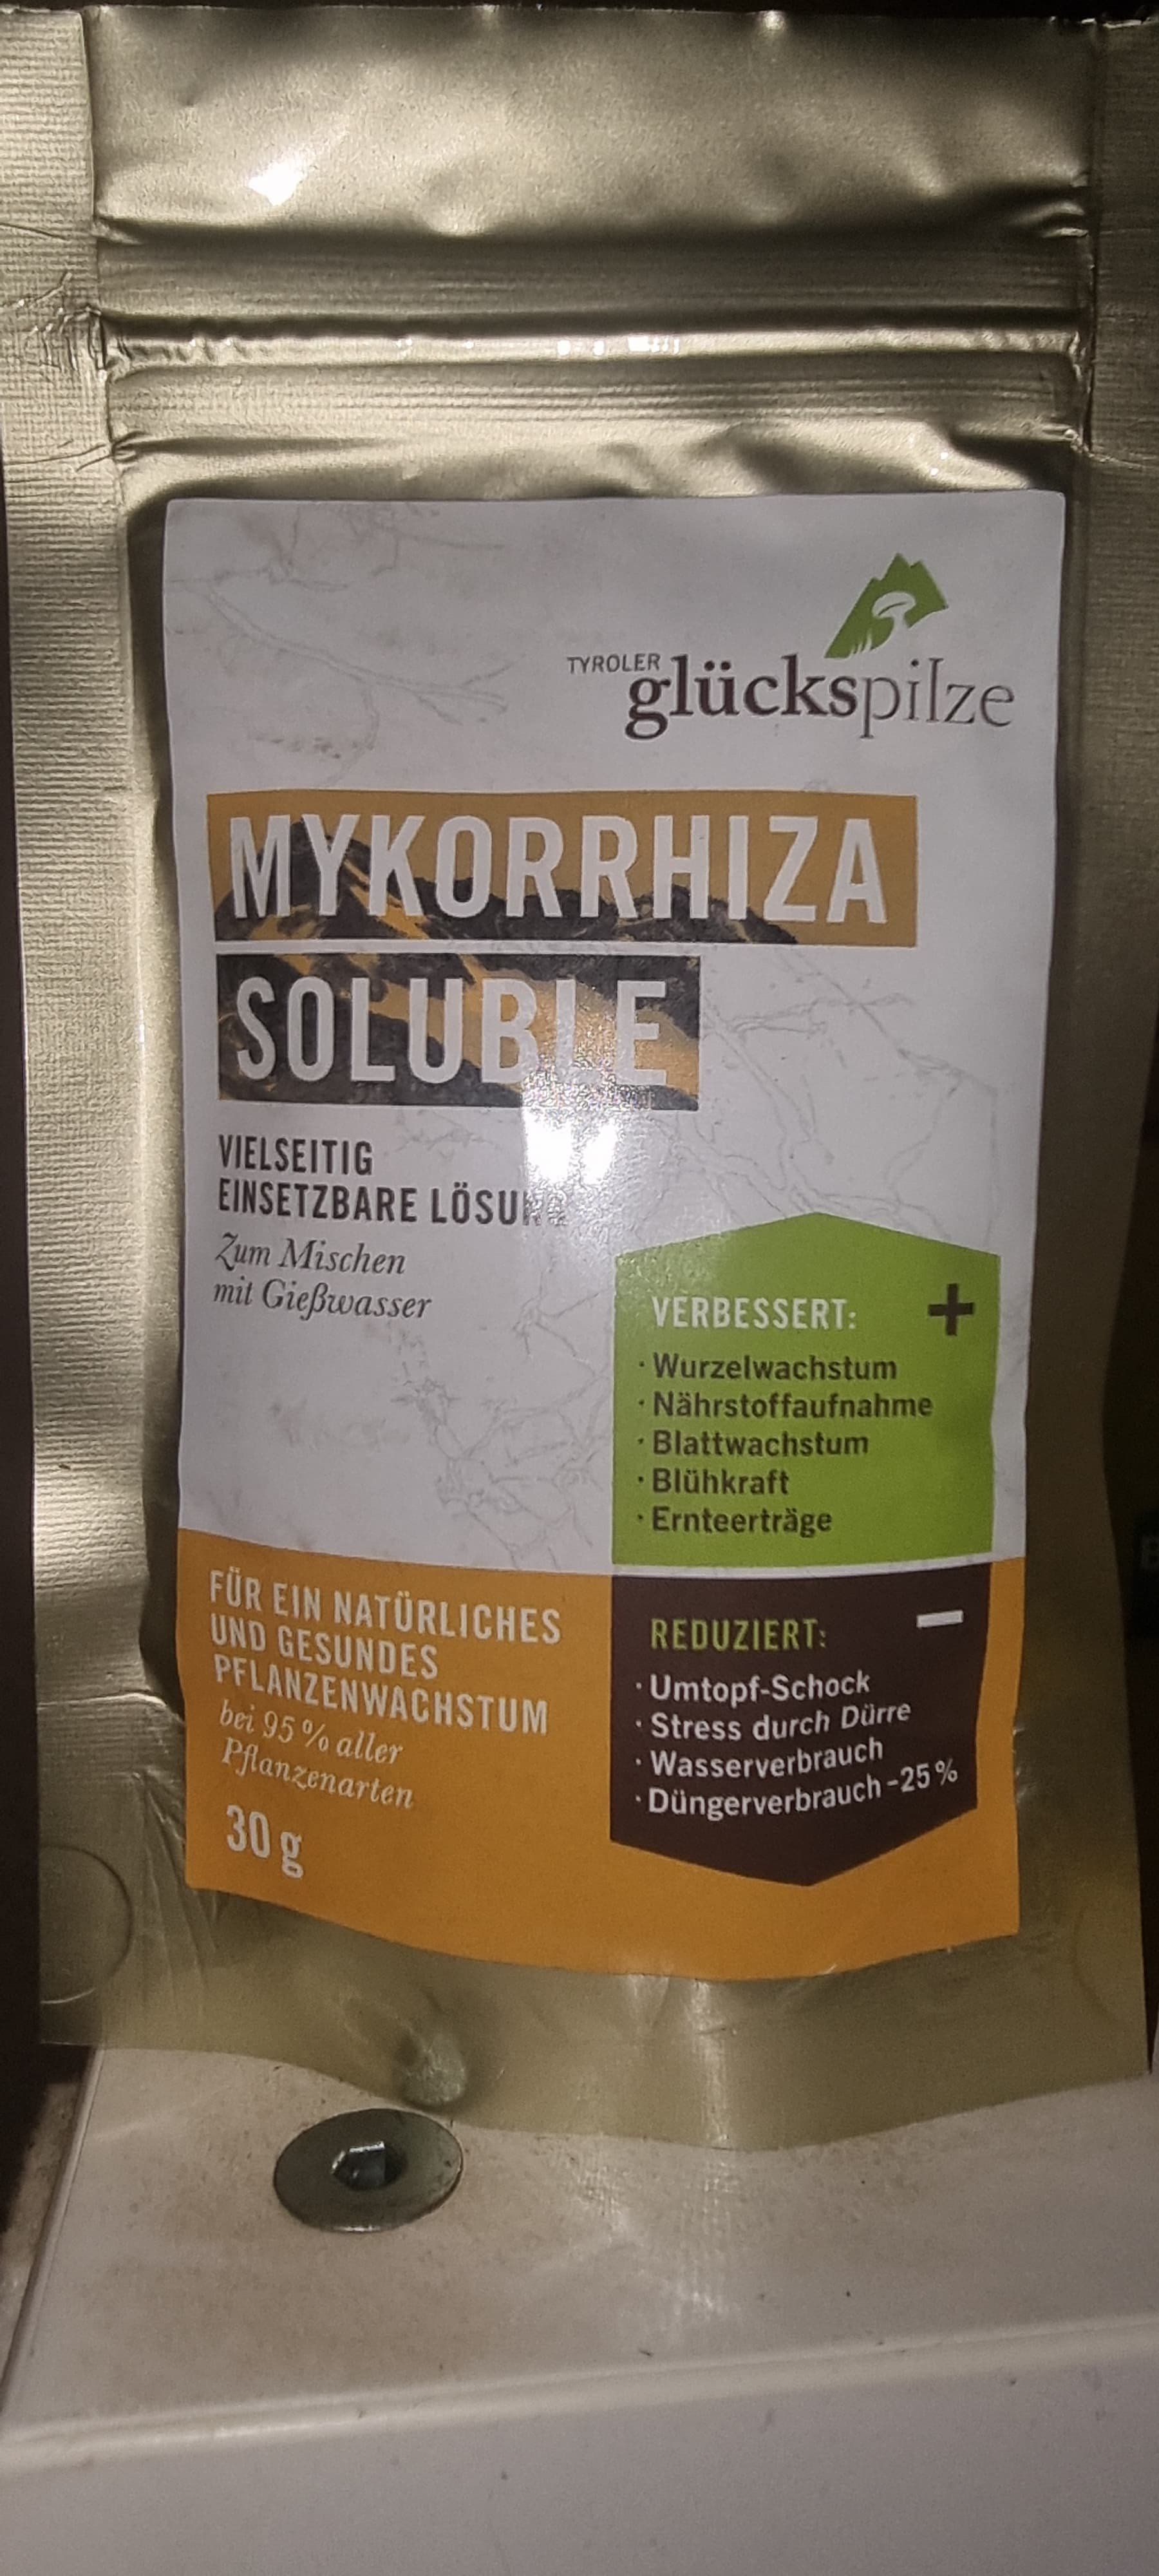 TYROLER
glückspilze
MYKORRHIZA
SOLUBLE
VIELSEITIG
EINSETZBARE LÖSUNG
Zum Mischen
mit Gießwasser
VERBESSERT: +
· Wurzelwachstum
· Nährstoffaufnahme
· Blattwachstum
· Blühkraft
· Ernteerträge
FÜR EIN NATÜRLICHES
UND GESUNDES
PFLANZENWACHSTUM
bei 95 % aller
Pflanzenarten
30 g
REDUZIERT: –
· Umtopf-Schock
· Stress durch Dürre
· Wasserverbrauch
· Düngerverbrauch -25 %